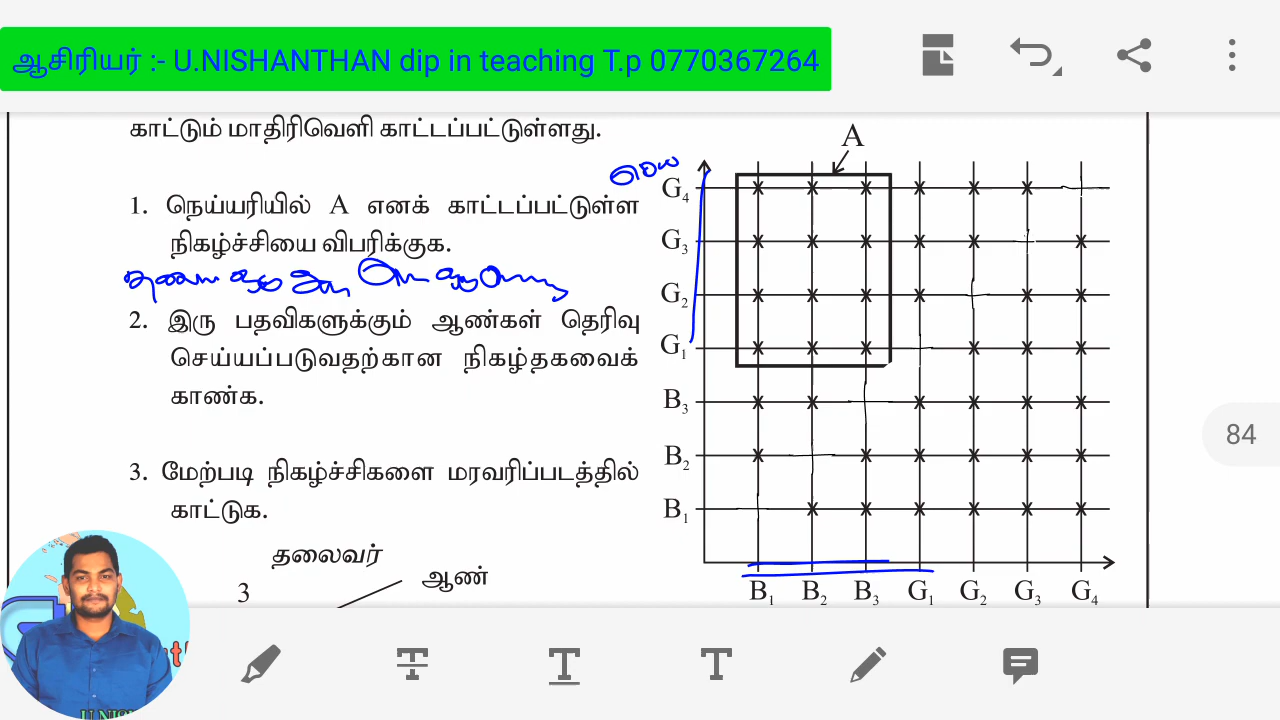 ஆசிரியர் :- U.NISHANTHAN dip in teaching T.p 0770367264
காட்டும் மாதிரிவெளி காட்டப்பட்டுள்ளது.
1. நெய்யரியில் A எனக் காட்டப்பட்டுள்ள
நிகழ்ச்சியை விபரிக்குக.
2. இரு பதவிகளுக்கும் ஆண்கள் தெரிவு
செய்யப்படுவதற்கான நிகழ்தகவைக்
காண்க.
3. மேற்படி நிகழ்ச்சிகளை மரவரிப்படத்தில்
காட்டுக.
தலைவர்
3
ஆண்
A
G4
G3
G2
G1
B3
B2
B1
B1 B2 B3 G1 G2 G3 G4
84